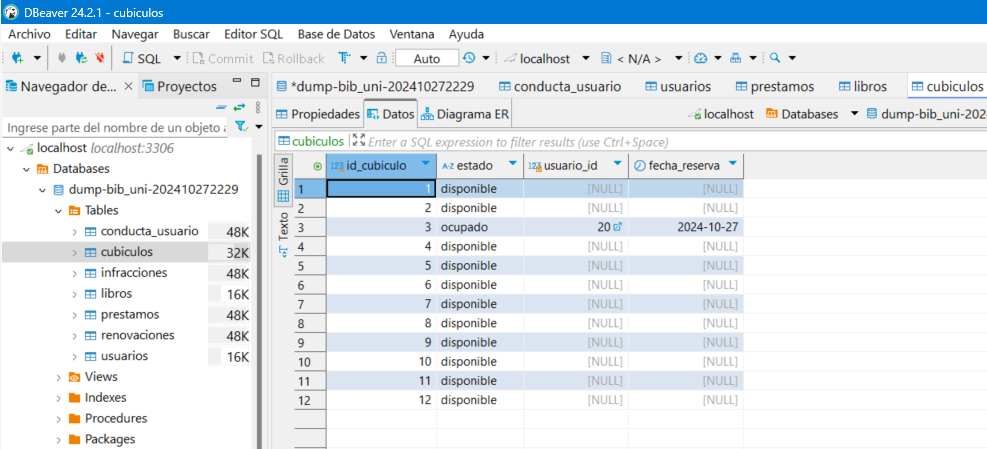 DBeaver 24.2.1 - cubiculos
Archivo Editar Navegar Buscar Editor SQL Base de Datos Ventana Ayuda
SQL Commit Rollback Auto localhost < N/A >
Navegador de... Proyectos *dump-bib_uni-202410272229 conducta_usuario usuarios prestamos libros cubiculos
Propiedades Datos Diagrama ER localhost Databases dump-bib_uni-202
Ingrese parte del nombre de un objeto a
cubiculos Enter a SQL expression to filter results (use Ctrl+Space)
localhost localhost:3306
Databases
dump-bib_uni-202410272229
Tables
conducta_usuario 48K
cubiculos 32K
infracciones 48K
libros 16K
prestamos 48K
renovaciones 48K
usuarios 16K
Views
Indexes
Procedures
Packages
Grilla
Texto
123 id_cubiculo A-Z estado 123 usuario_id fecha_reserva
1 1 disponible [NULL] [NULL]
2 2 disponible [NULL] [NULL]
3 3 ocupado 20 2024-10-27
4 4 disponible [NULL] [NULL]
5 5 disponible [NULL] [NULL]
6 6 disponible [NULL] [NULL]
7 7 disponible [NULL] [NULL]
8 8 disponible [NULL] [NULL]
9 9 disponible [NULL] [NULL]
10 10 disponible [NULL] [NULL]
11 11 disponible [NULL] [NULL]
12 12 disponible [NULL] [NULL]